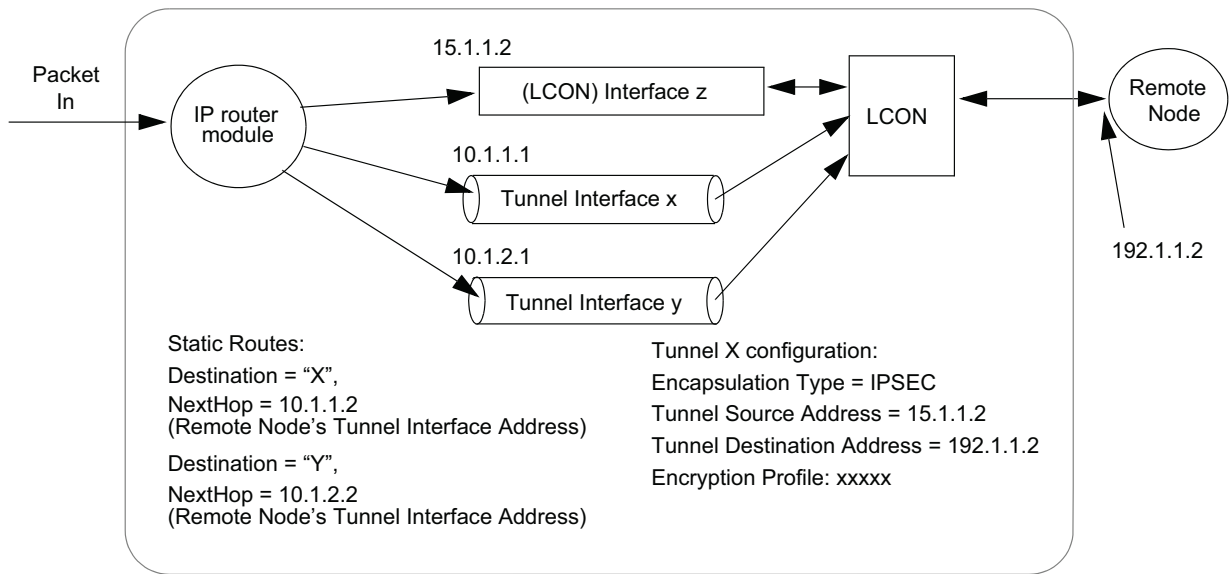 Packet
In
IP router
module
15.1.1.2
(LCON) Interface z
10.1.1.1
Tunnel Interface x
10.1.2.1
Tunnel Interface y
LCON
Remote
Node
192.1.1.2
Static Routes:
Destination = “X”,
NextHop = 10.1.1.2
(Remote Node’s Tunnel Interface Address)
Destination = “Y”,
NextHop = 10.1.2.2
(Remote Node’s Tunnel Interface Address)
Tunnel X configuration:
Encapsulation Type = IPSEC
Tunnel Source Address = 15.1.1.2
Tunnel Destination Address = 192.1.1.2
Encryption Profile: xxxxx